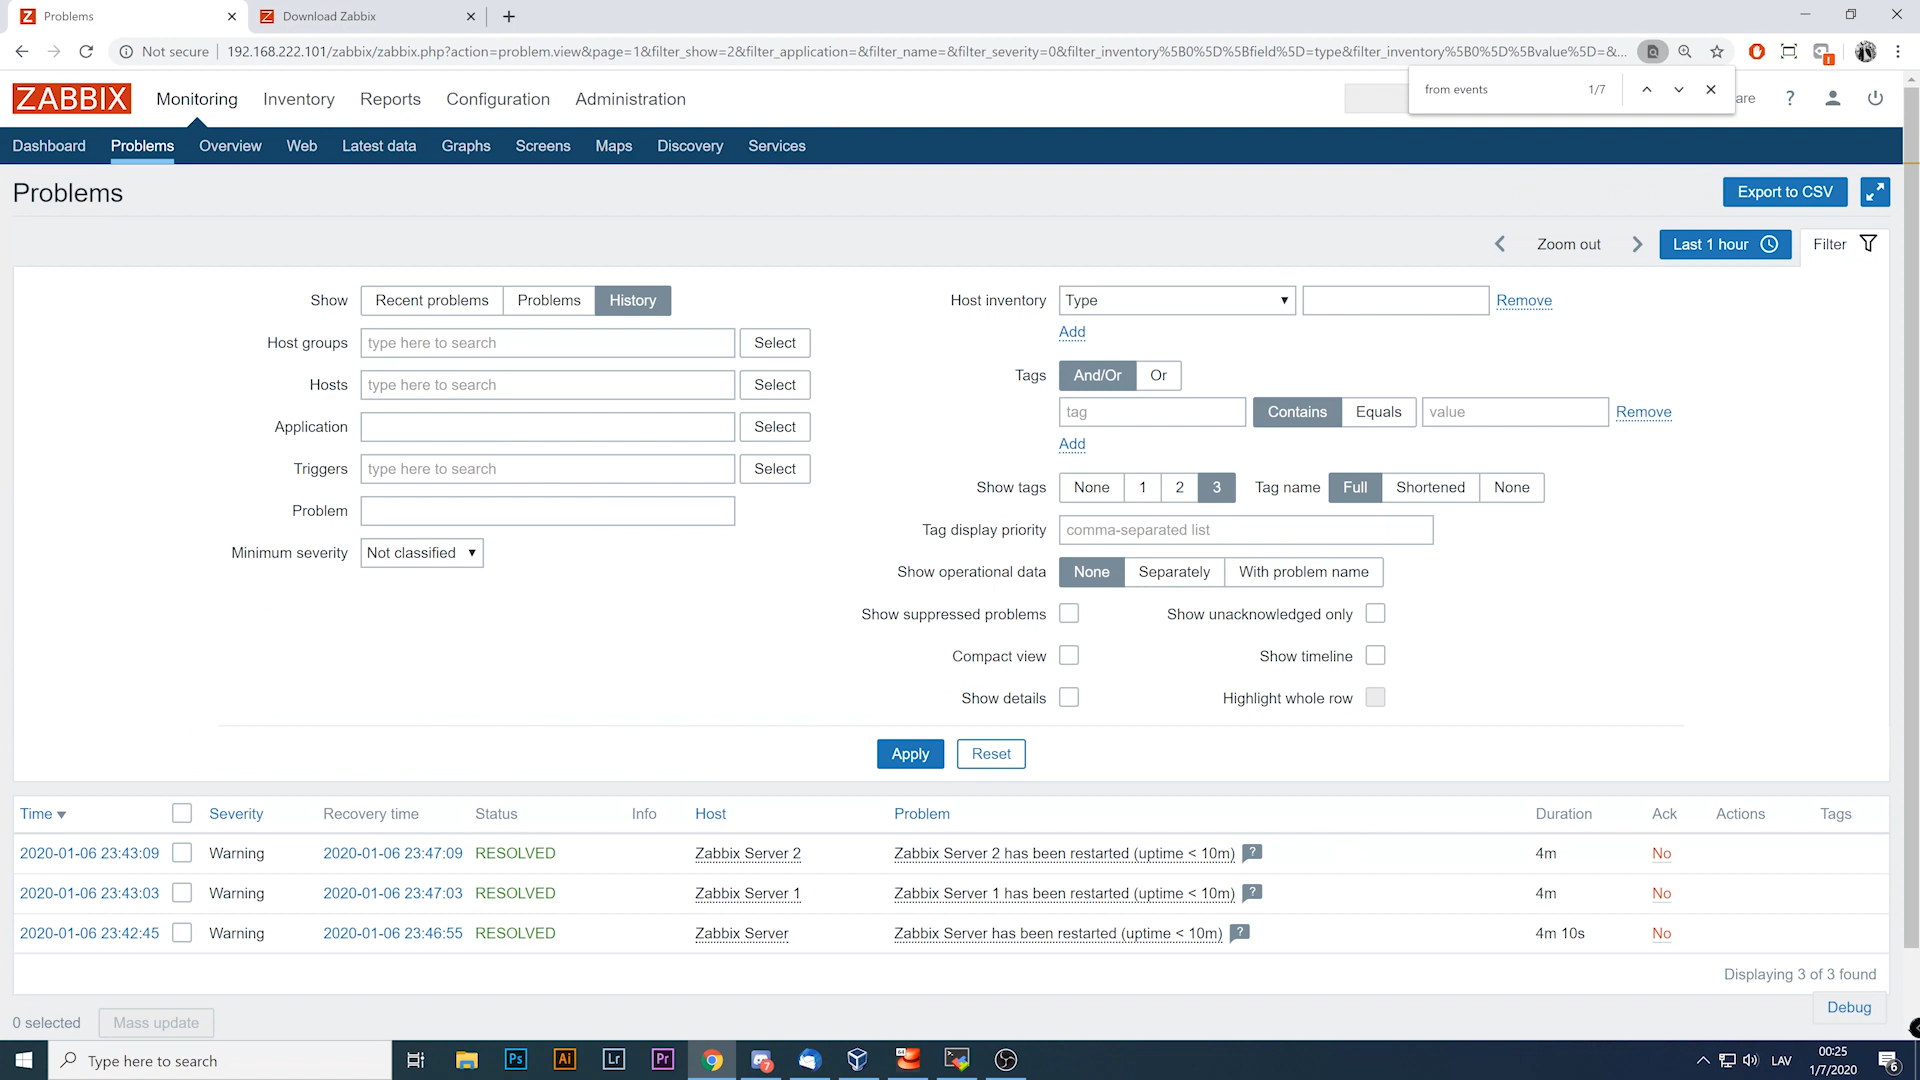 Problems
Download Zabbix
Not secure
192.168.222.101/zabbix/zabbix.php?action=problem.view&page=1&filter_show=2&filter_application=&filter_name=&filter_severity=0&filter_inventory%5B0%5D%5Bfield%5D=type&filter_inventory%5B0%5D%5Bvalue%5D=&...
from events 1/7
ZABBIX
Monitoring Inventory Reports Configuration Administration
are ?
Dashboard Problems Overview Web Latest data Graphs Screens Maps Discovery Services
Problems
Export to CSV
Zoom out Last 1 hour Filter
Show Recent problems Problems History
Host groups type here to search Select
Hosts type here to search Select
Application Select
Triggers type here to search Select
Problem
Minimum severity Not classified
Host inventory Type Remove
Add
Tags And/Or Or
tag Contains Equals value Remove
Add
Show tags None 1 2 3 Tag name Full Shortened None
Tag display priority comma-separated list
Show operational data None Separately With problem name
Show suppressed problems Show unacknowledged only
Compact view Show timeline
Show details Highlight whole row
Apply Reset
Time Severity Recovery time Status Info Host Problem Duration Ack Actions Tags
2020-01-06 23:43:09 Warning 2020-01-06 23:47:09 RESOLVED Zabbix Server 2 Zabbix Server 2 has been restarted (uptime < 10m) ? 4m No
2020-01-06 23:43:03 Warning 2020-01-06 23:47:03 RESOLVED Zabbix Server 1 Zabbix Server 1 has been restarted (uptime < 10m) ? 4m No
2020-01-06 23:42:45 Warning 2020-01-06 23:46:55 RESOLVED Zabbix Server Zabbix Server has been restarted (uptime < 10m) ? 4m 10s No
Displaying 3 of 3 found
Debug
0 selected Mass update
Type here to search
Ps Ai Lr Pr 7 64
LAV
00:25
1/7/2020
6